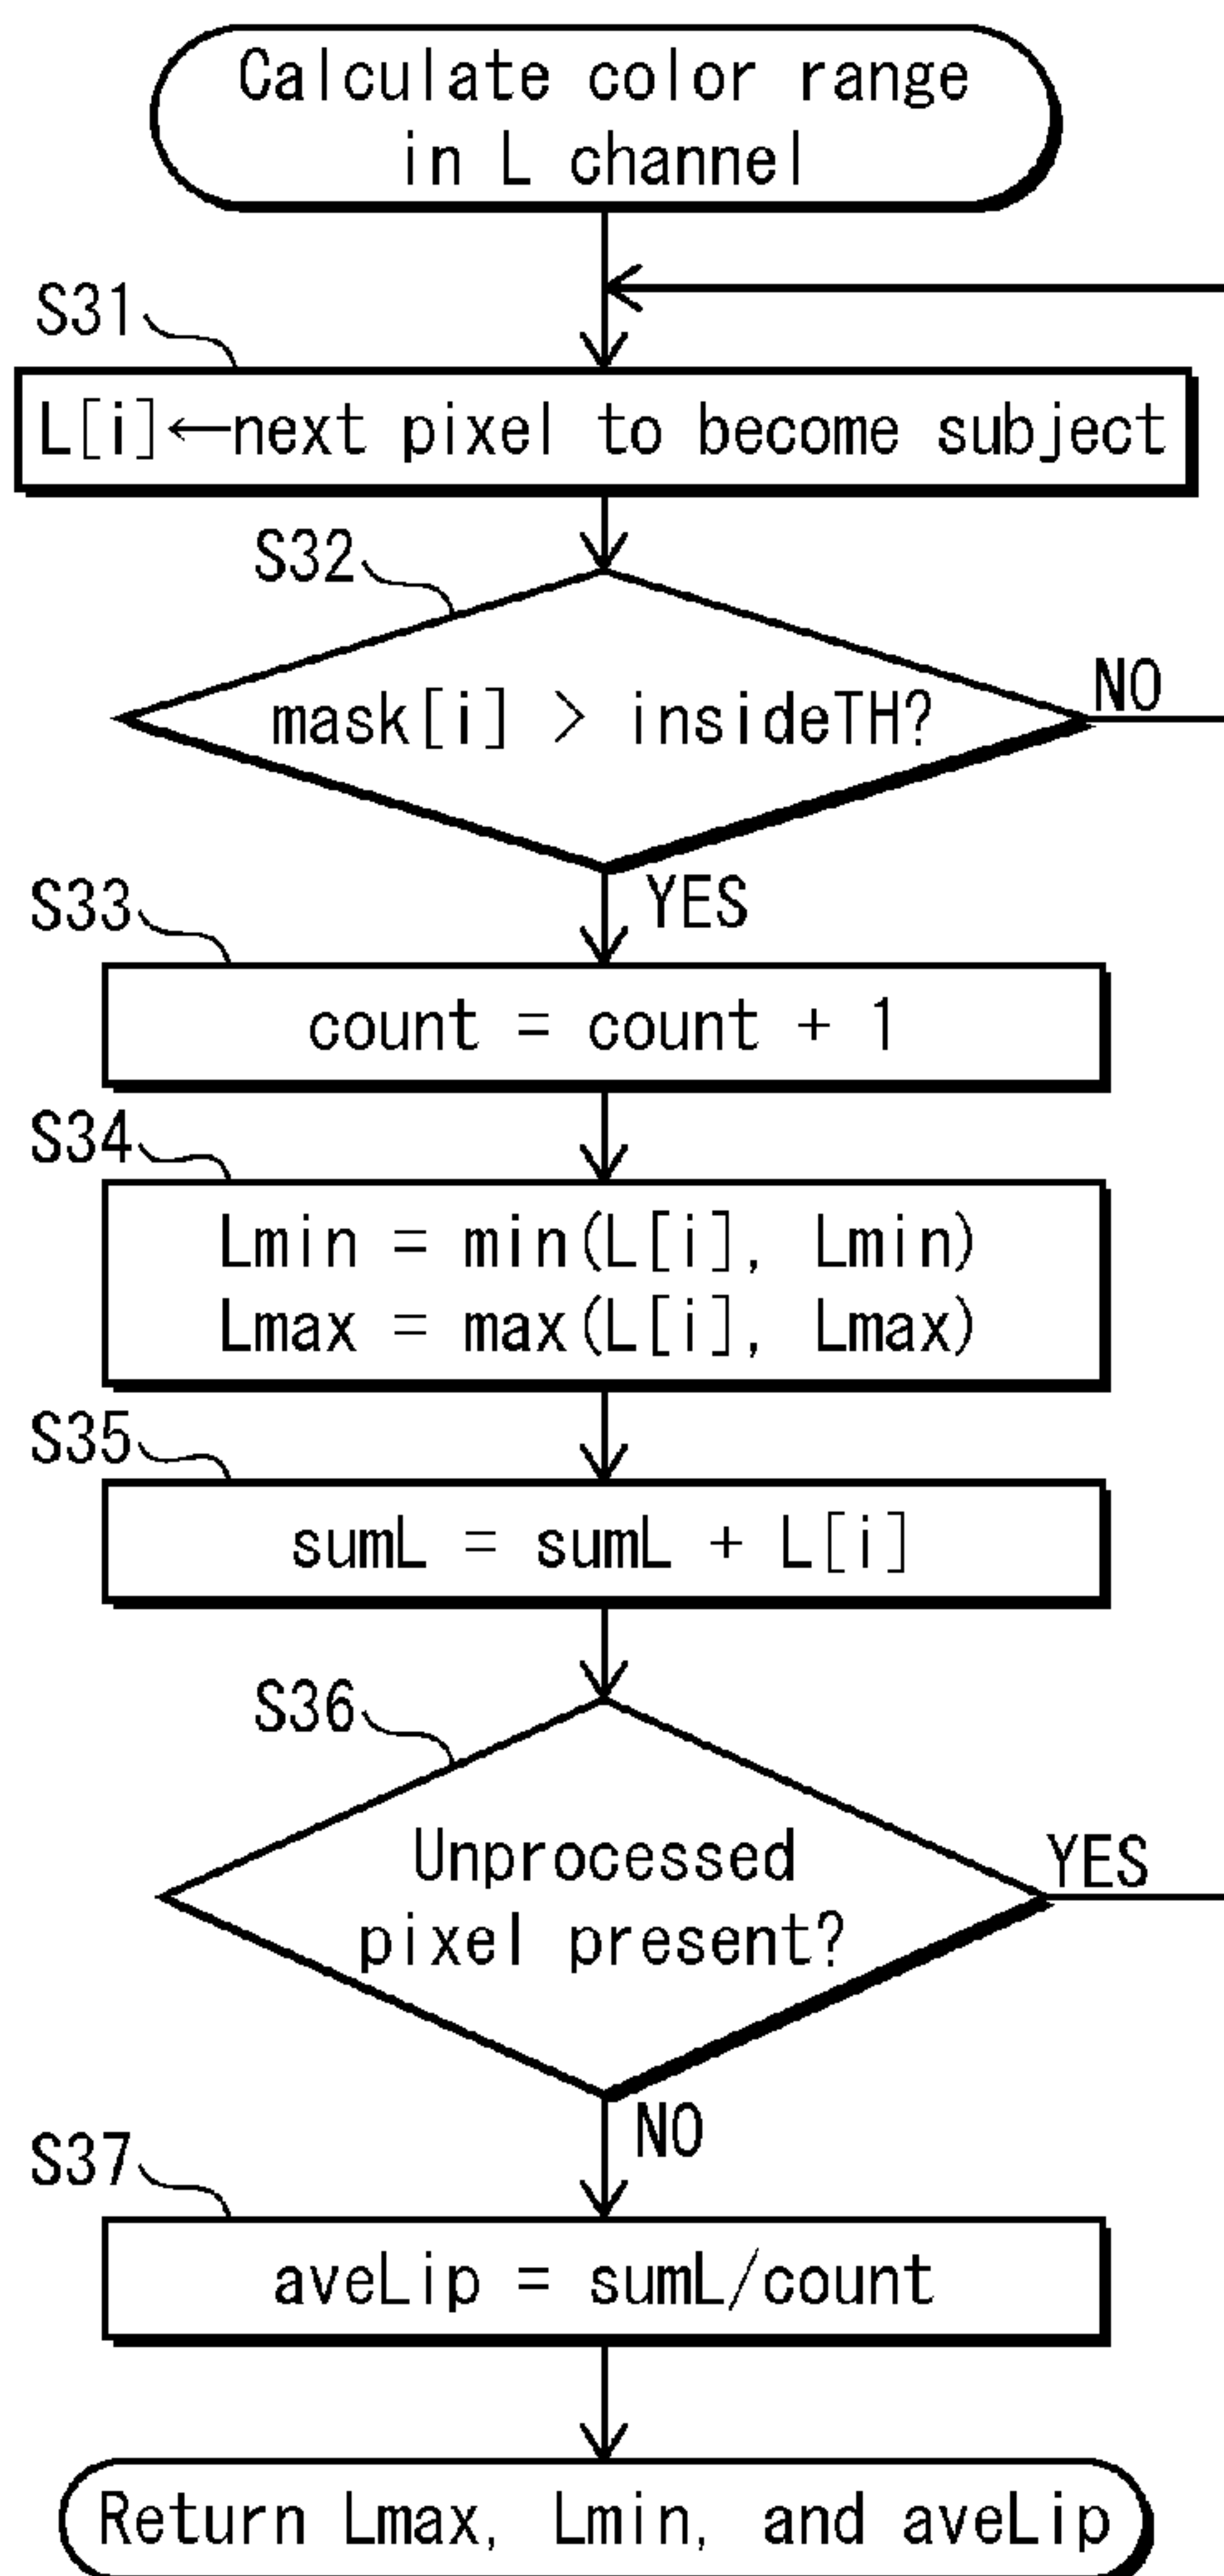 Calculate color range
in L channel
S31
L[i]←next pixel to become subject
S32
mask[i] > insideTH?
NO
YES
S33
count = count + 1
S34
Lmin = min(L[i], Lmin)
Lmax = max(L[i], Lmax)
S35
sumL = sumL + L[i]
S36
Unprocessed
pixel present?
YES
NO
S37
aveLip = sumL/count
Return Lmax, Lmin, and aveLip